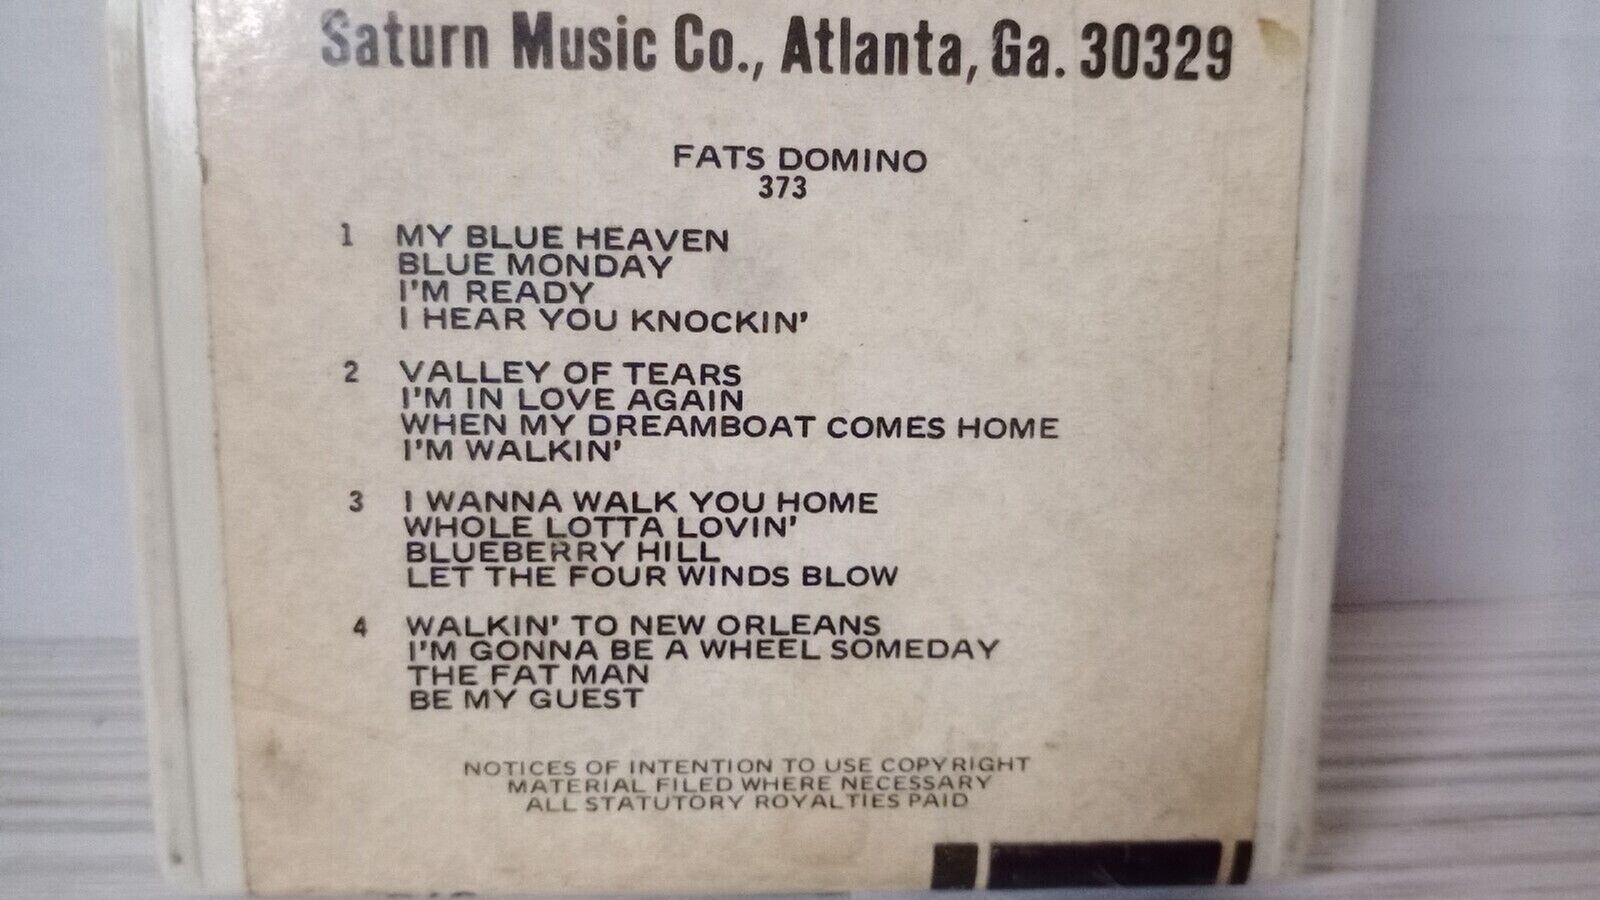 Saturn Music Co., Atlanta, Ga. 30329
FATS DOMINO
373
1 MY BLUE HEAVEN
BLUE MONDAY
I'M READY
I HEAR YOU KNOCKIN'
2 VALLEY OF TEARS
I'M IN LOVE AGAIN
WHEN MY DREAMBOAT COMES HOME
I'M WALKIN'
3 I WANNA WALK YOU HOME
WHOLE LOTTA LOVIN'
BLUEBERRY HILL
LET THE FOUR WINDS BLOW
4 WALKIN' TO NEW ORLEANS
I'M GONNA BE A WHEEL SOMEDAY
THE FAT MAN
BE MY GUEST
NOTICES OF INTENTION TO USE COPYRIGHT
MATERIAL FILED WHERE NECESSARY
ALL STATUTORY ROYALTIES PAID